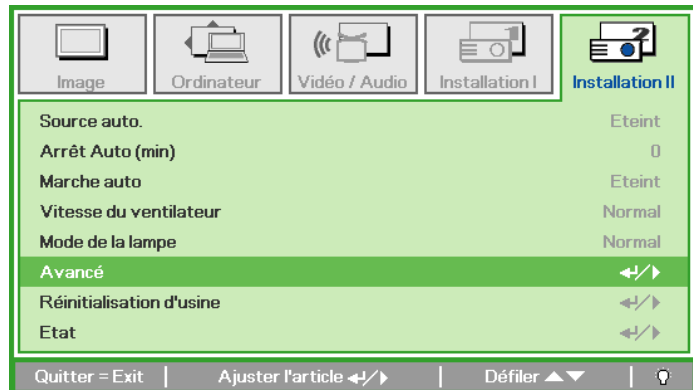 Image
Ordinateur
Vidéo / Audio
Installation I
Installation II
Source auto. Eteint
Arrêt Auto (min) 0
Marche auto Eteint
Vitesse du ventilateur Normal
Mode de la lampe Normal
Avancé
Réinitialisation d'usine
Etat
Quitter = Exit | Ajuster l'article | Défiler ▲▼ |